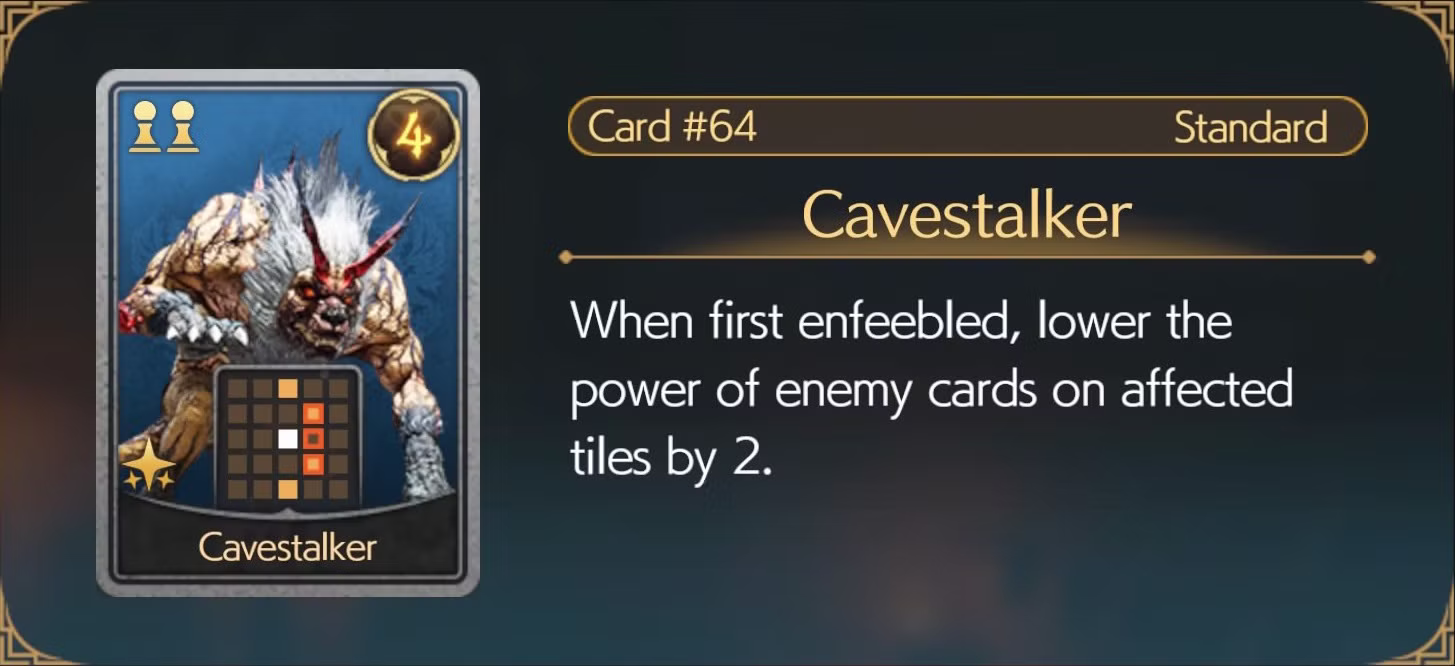 4
Cavestalker
Card #64 Standard
Cavestalker
When first enfeebled, lower the
power of enemy cards on affected
tiles by 2.